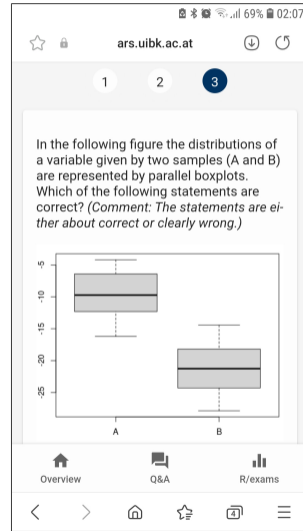 69% 02:07
ars.uibk.ac.at
1 2 3
In the following figure the distributions of
a variable given by two samples (A and B)
are represented by parallel boxplots.
Which of the following statements are
correct? (Comment: The statements are ei-
ther about correct or clearly wrong.)
-5
-10
-15
-20
-25
A B
Overview Q&A R/exams
4